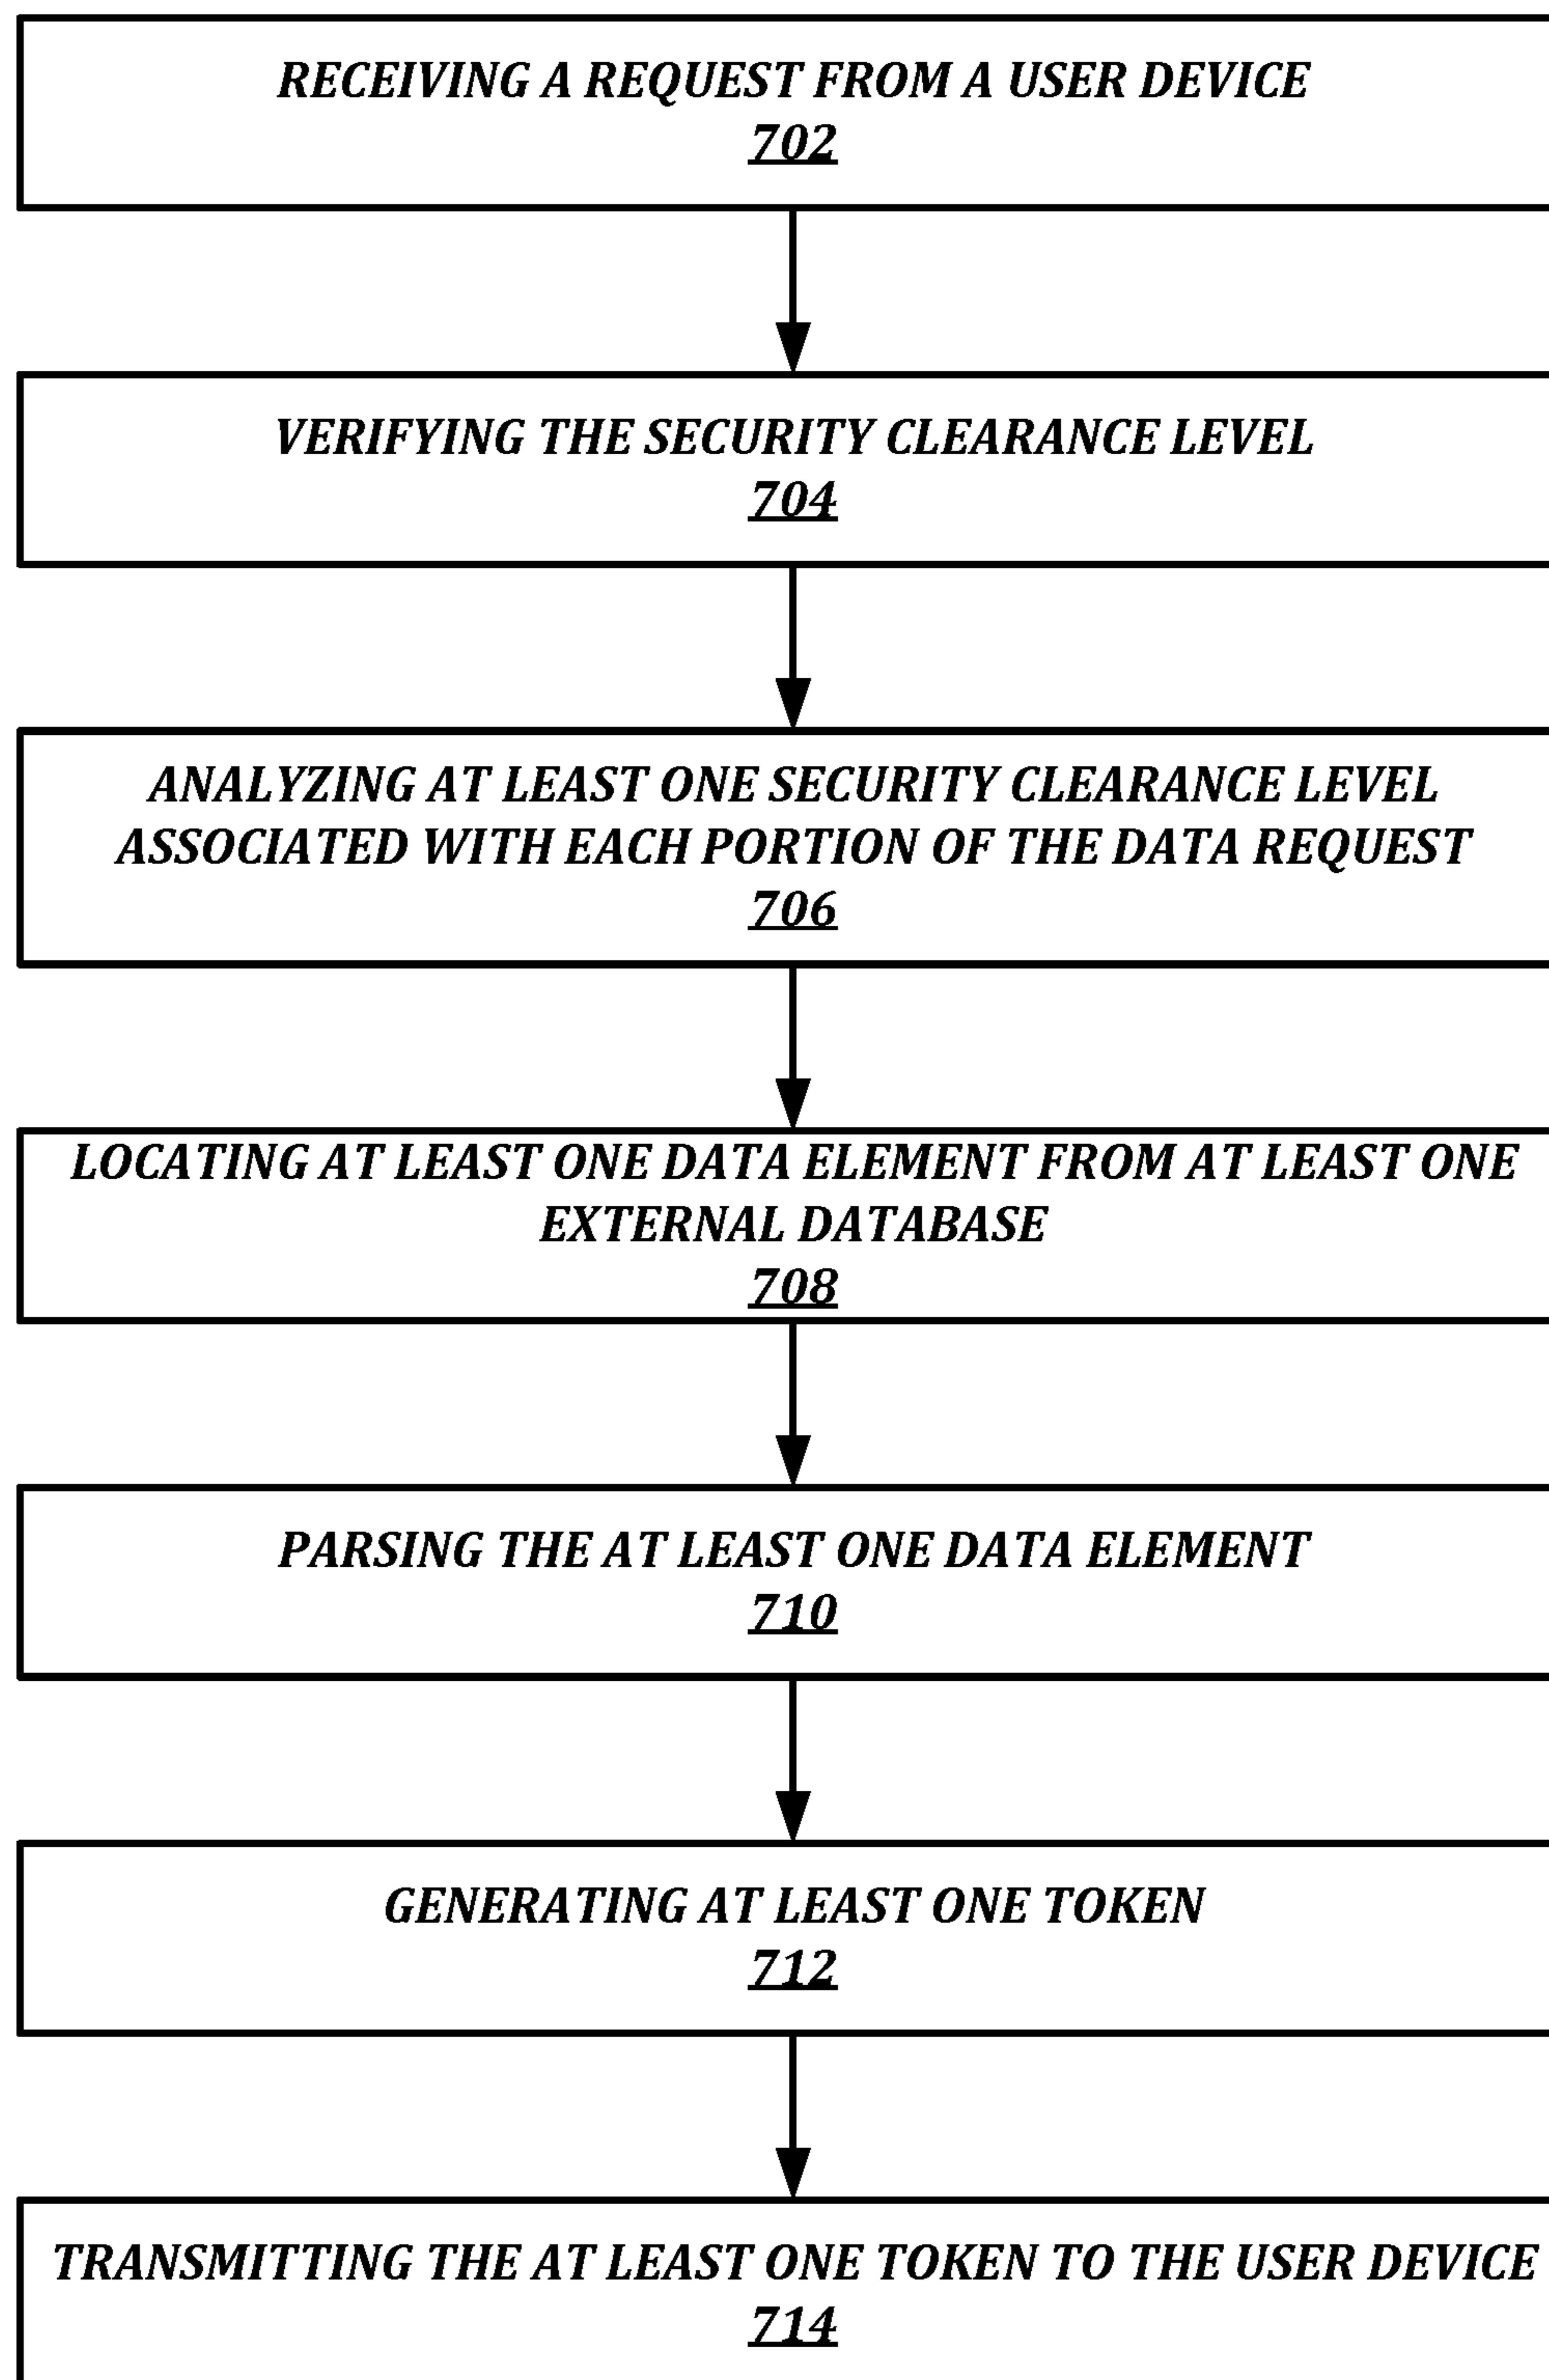 RECEIVING A REQUEST FROM A USER DEVICE
702
VERIFYING THE SECURITY CLEARANCE LEVEL
704
ANALYZING AT LEAST ONE SECURITY CLEARANCE LEVEL
ASSOCIATED WITH EACH PORTION OF THE DATA REQUEST
706
LOCATING AT LEAST ONE DATA ELEMENT FROM AT LEAST ONE
EXTERNAL DATABASE
708
PARSING THE AT LEAST ONE DATA ELEMENT
710
GENERATING AT LEAST ONE TOKEN
712
TRANSMITTING THE AT LEAST ONE TOKEN TO THE USER DEVICE
714